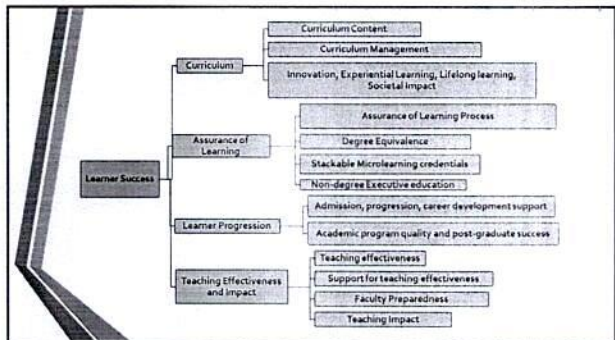 Learner Success
Curriculum
Curriculum Content
Curriculum Management
Innovation, Experiential Learning, Lifelong learning,
Societal Impact
Assurance of
Learning
Assurance of Learning Process
Degree Equivalence
Stackable Microlearning credentials
Non-degree Executive education
Learner Progression
Admission, progression, career development support
Academic program quality and post-graduate success
Teaching Effectiveness
and Impact
Teaching effectiveness
Support for teaching effectiveness
Faculty Preparedness
Teaching Impact